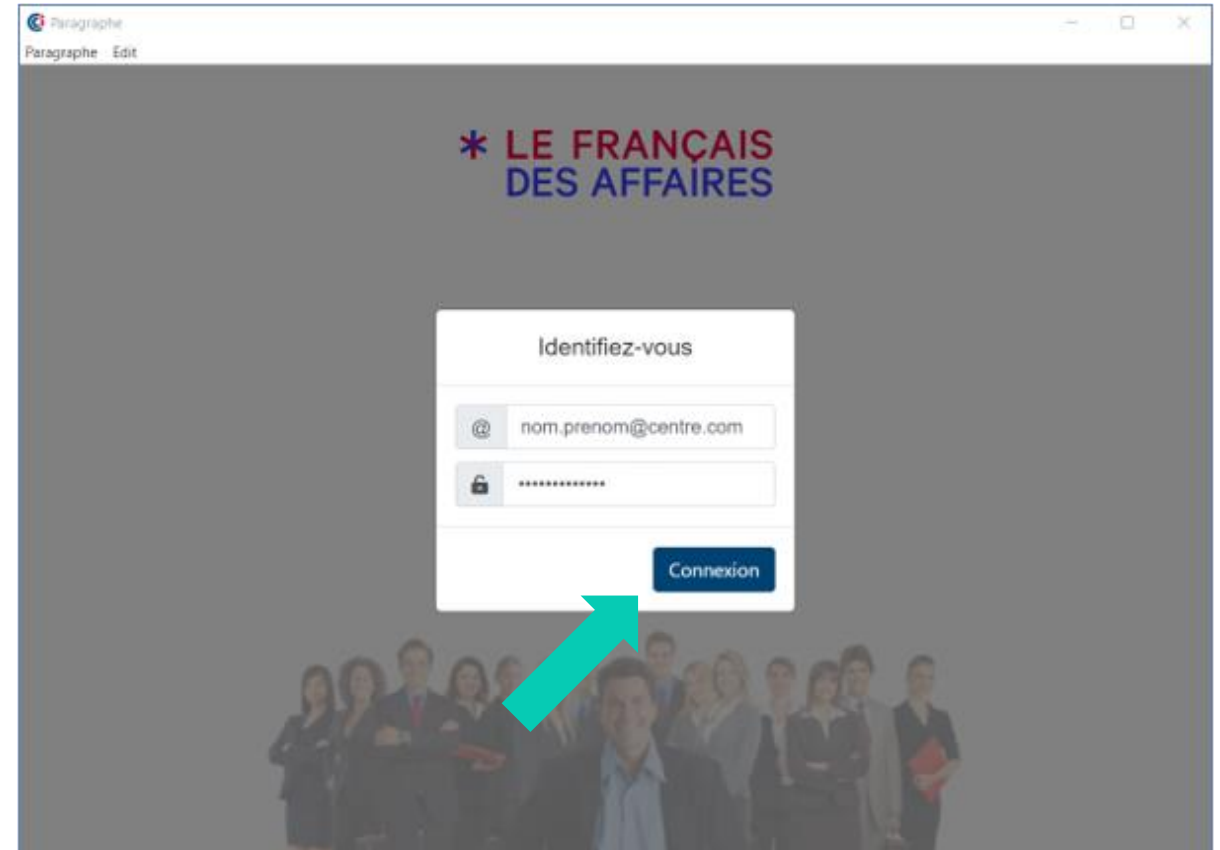 Paragraphe
Paragraphe Edit
* LE FRANÇAIS
DES AFFAIRES
Identifiez-vous
@ nom.prenom@centre.com
•••••••••••••
Connexion